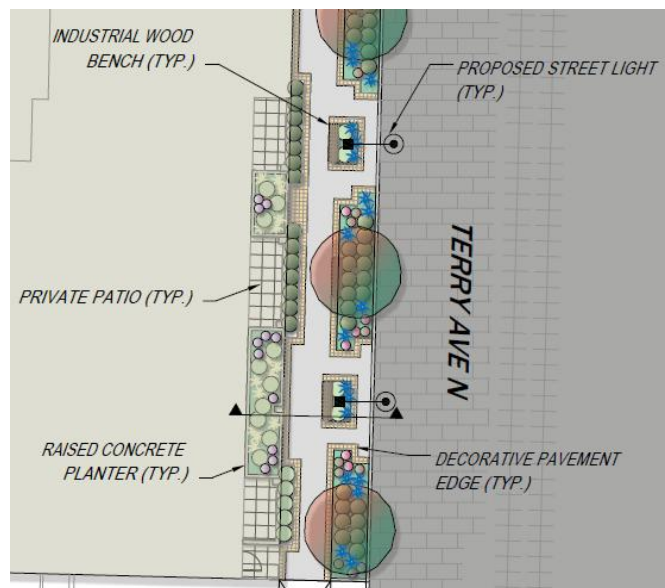 INDUSTRIAL WOOD
BENCH (TYP.)
PROPOSED STREET LIGHT
(TYP.)
TERRY AVE N
PRIVATE PATIO (TYP.)
RAISED CONCRETE
PLANTER (TYP.)
DECORATIVE PAVEMENT
EDGE (TYP.)